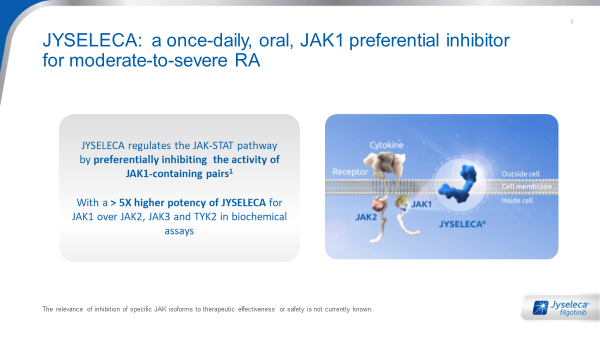 3
JYSELECA: a once-daily, oral, JAK1 preferential inhibitor
for moderate-to-severe RA
JYSELECA regulates the JAK-STAT pathway
by preferentially inhibiting the activity of
JAK1-containing pairs¹
With a > 5X higher potency of JYSELECA for
JAK1 over JAK2, JAK3 and TYK2 in biochemical
assays
Cytokine
Receptor
Outside cell
Cell membrane
Inside cell
JAK2
JAK1
JYSELECA®
The relevance of inhibition of specific JAK isoforms to therapeutic effectiveness or safety is not currently known.
Jyseleca®
filgotinib